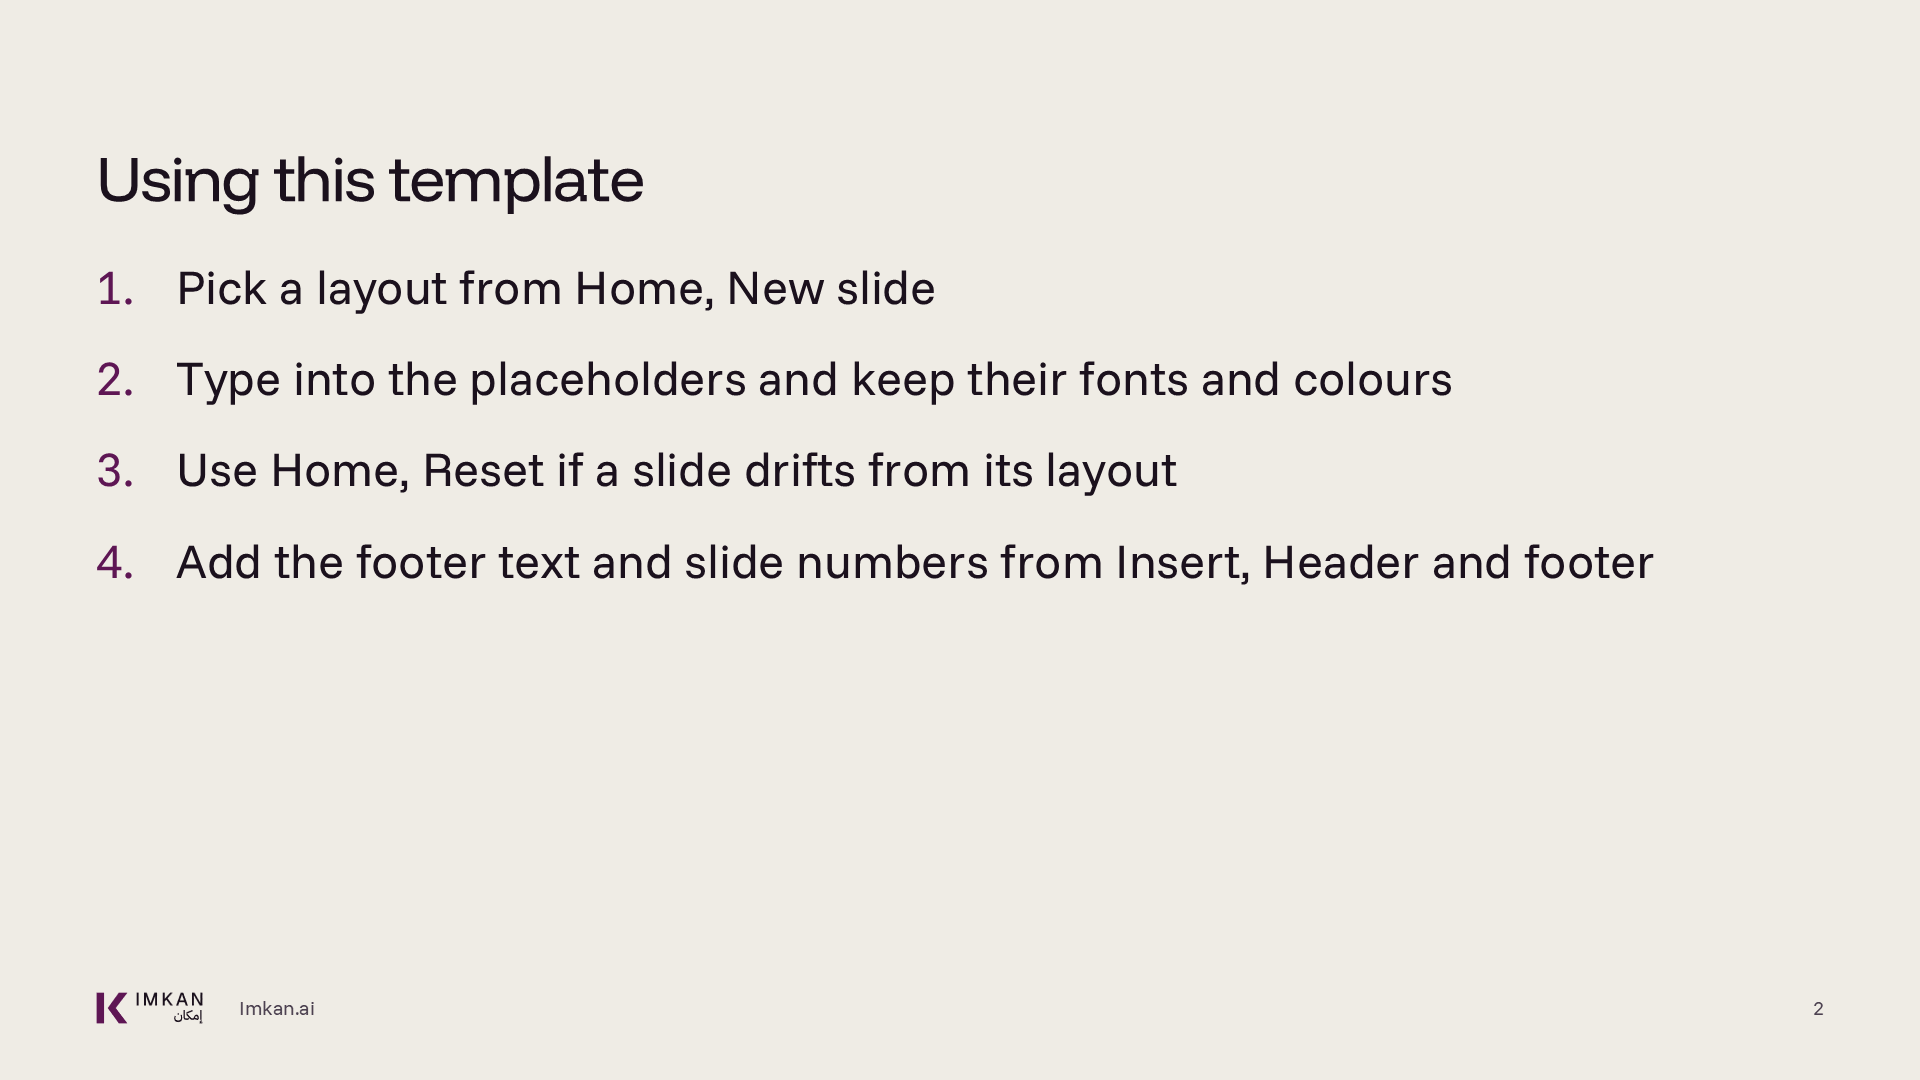 Using this template
1. Pick a layout from Home, New slide
2. Type into the placeholders and keep their fonts and colours
3. Use Home, Reset if a slide drifts from its layout
4. Add the footer text and slide numbers from Insert, Header and footer
IMKAN
إمكان
Imkan.ai
2